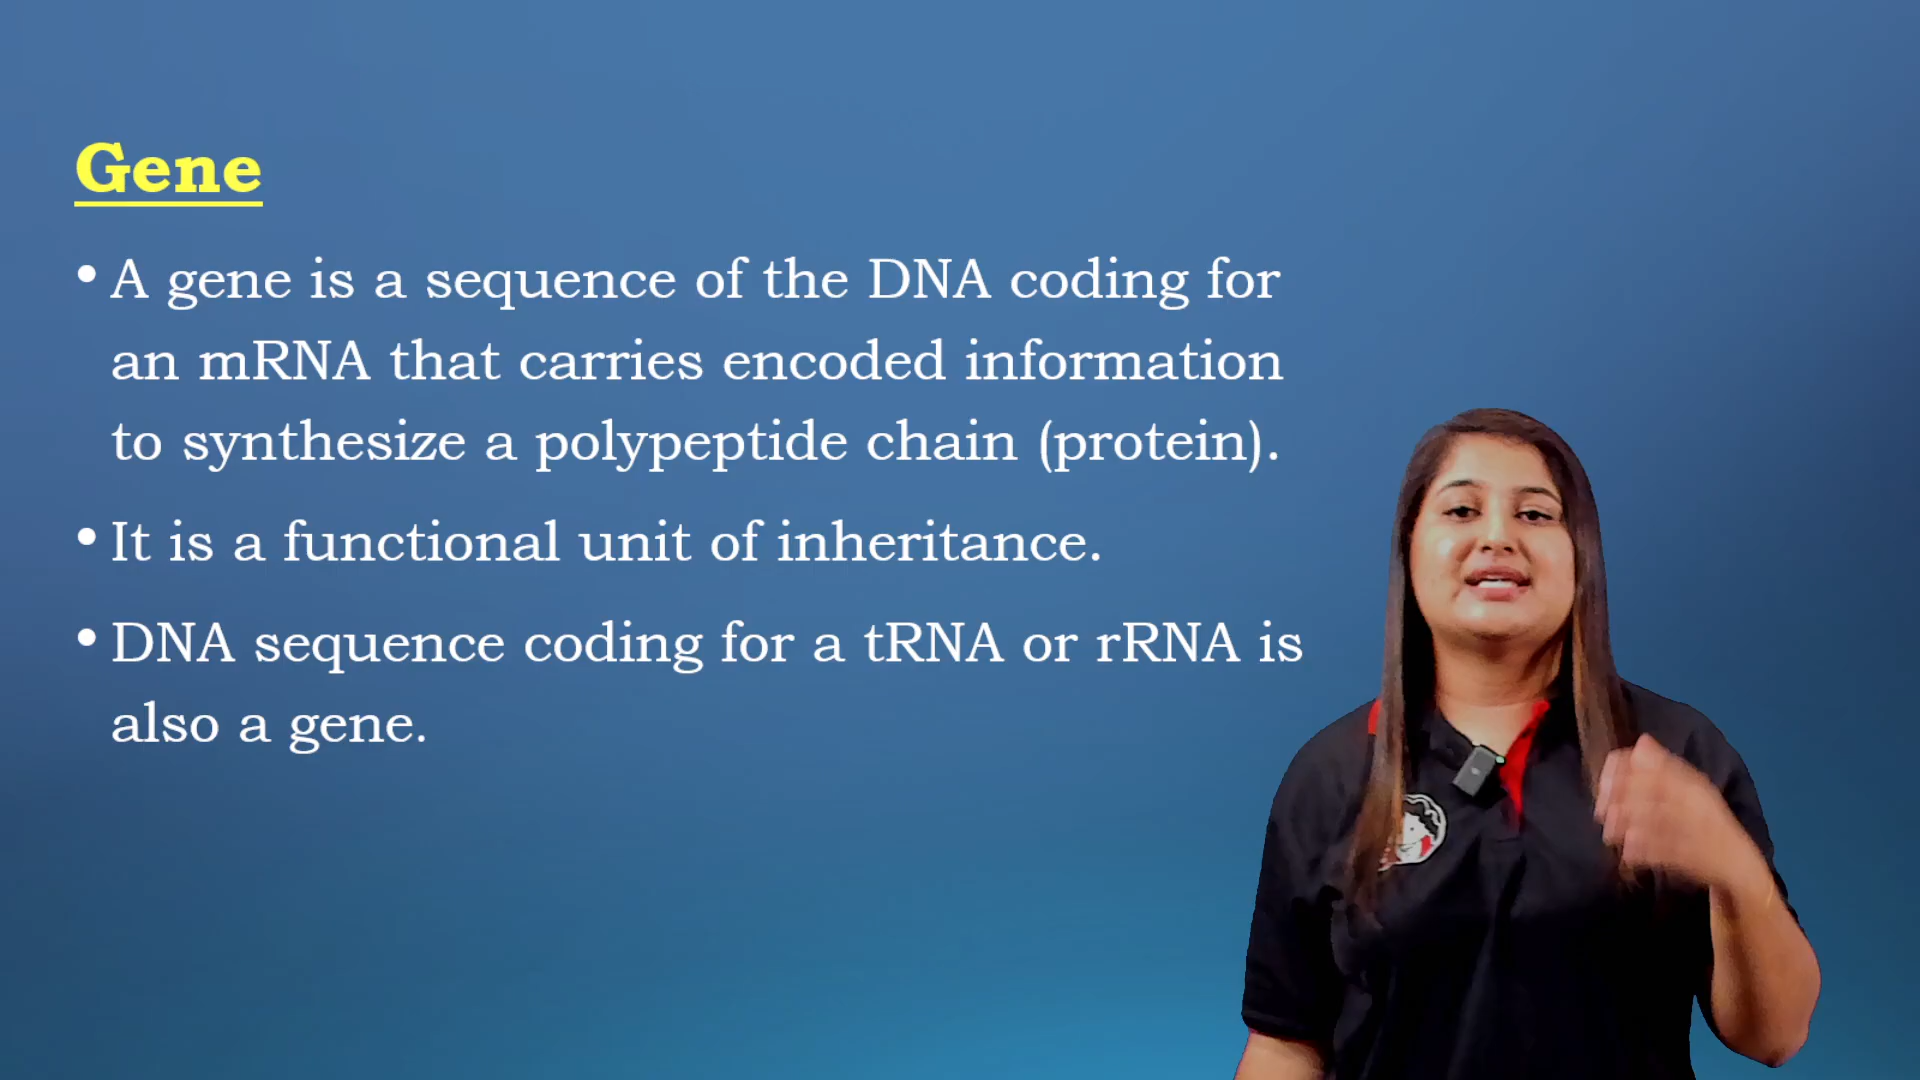 Gene
• A gene is a sequence of the DNA coding for
an mRNA that carries encoded information
to synthesize a polypeptide chain (protein).
• It is a functional unit of inheritance.
• DNA sequence coding for a tRNA or rRNA is
also a gene.